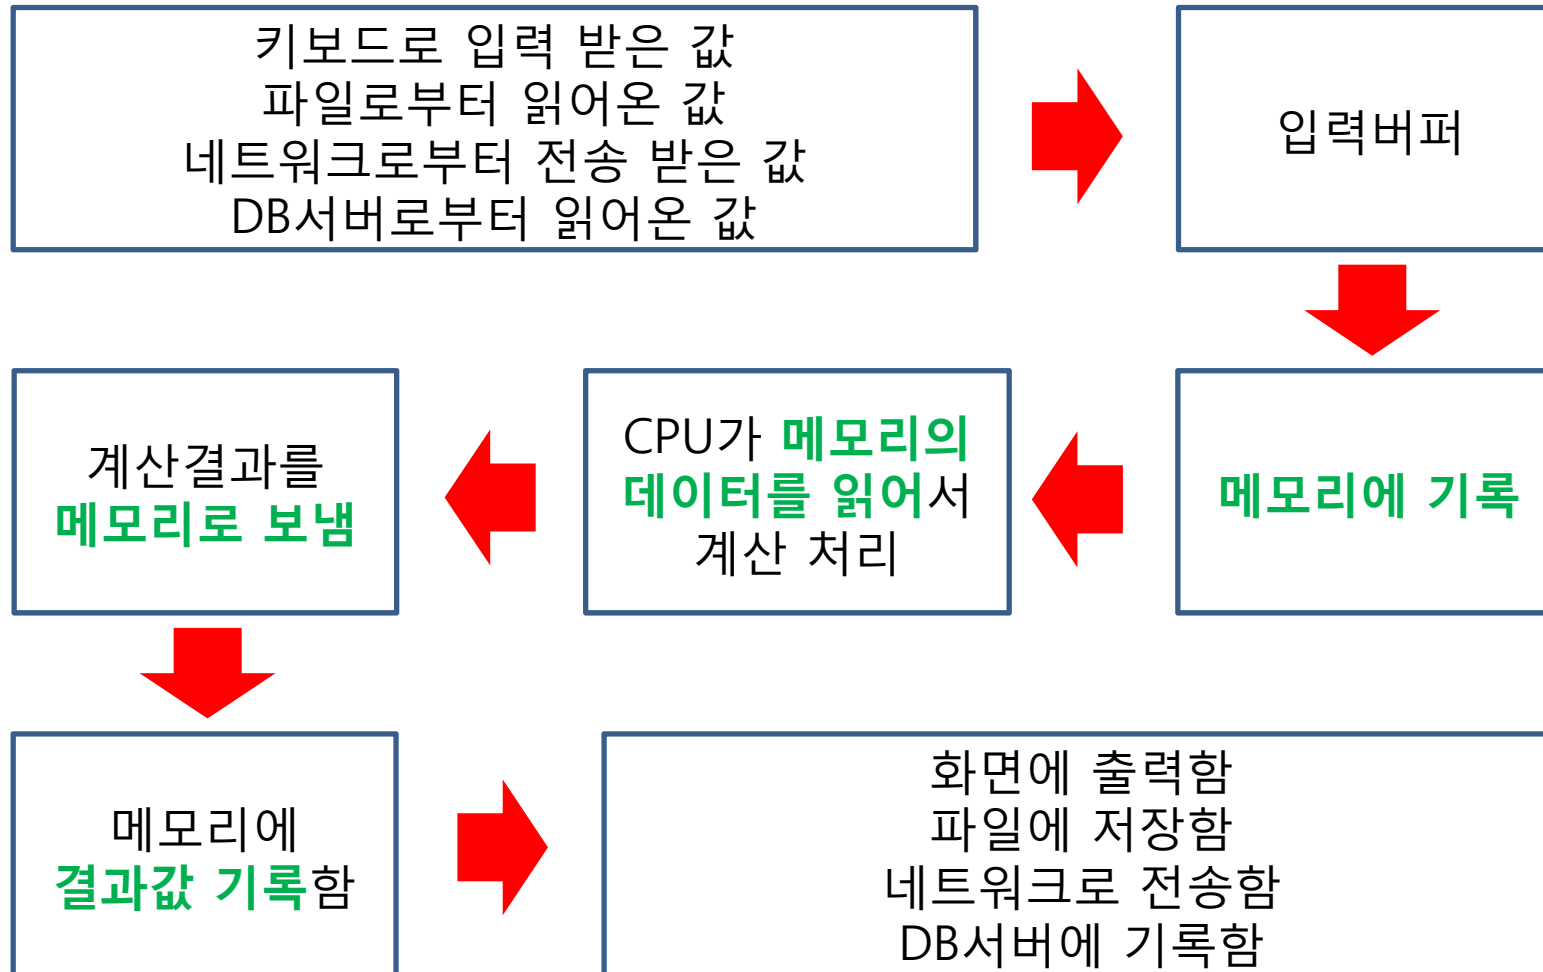 키보드로 입력 받은 값
파일로부터 읽어온 값
네트워크로부터 전송 받은 값
DB서버로부터 읽어온 값
입력버퍼
메모리에 기록
CPU가 메모리의
데이터를 읽어서
계산 처리
계산결과를
메모리로 보냄
메모리에
결과값 기록함
화면에 출력함
파일에 저장함
네트워크로 전송함
DB서버에 기록함